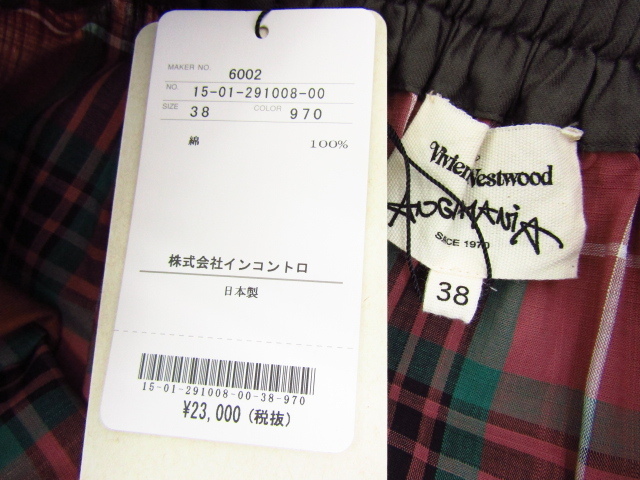 MAKER NO. 6002
NO. 15-01-291008-00
SIZE 38 COLOR 970
綿 100%
株式会社インコントロ
日本製
15-01-291008-00-38-970
¥23,000 (税抜)
Vivienne Westwood
ANGLOMANIA
SINCE 1970
38